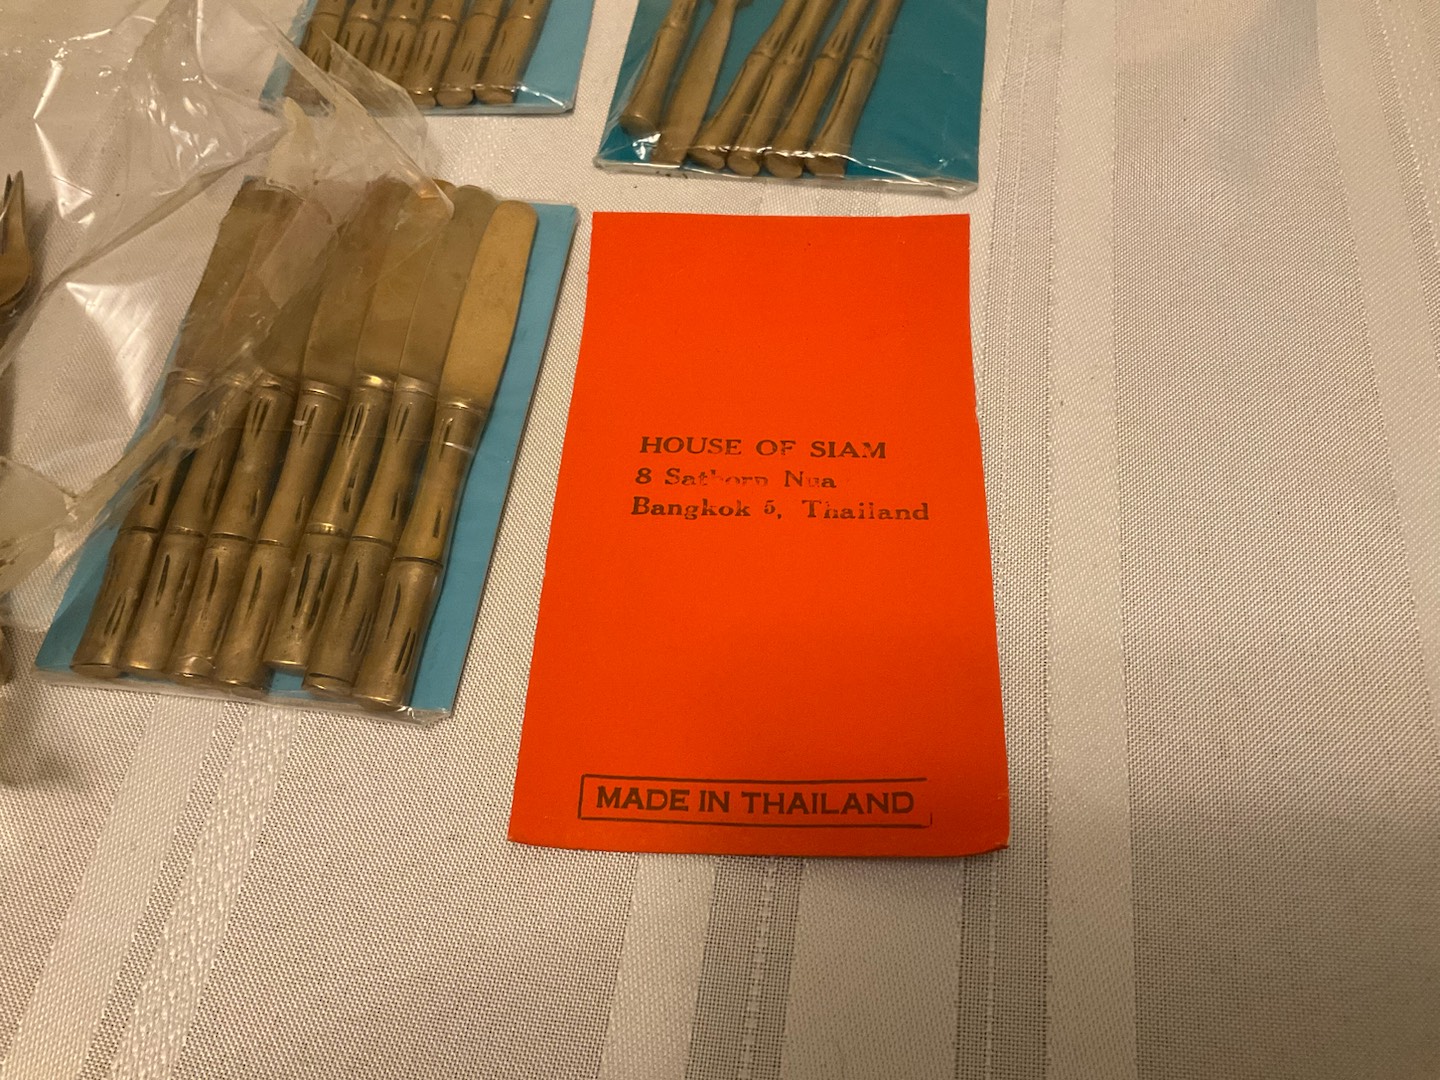 HOUSE OF SIAM
8 Sathorn Nua
Bangkok 5, Thailand
MADE IN THAILAND